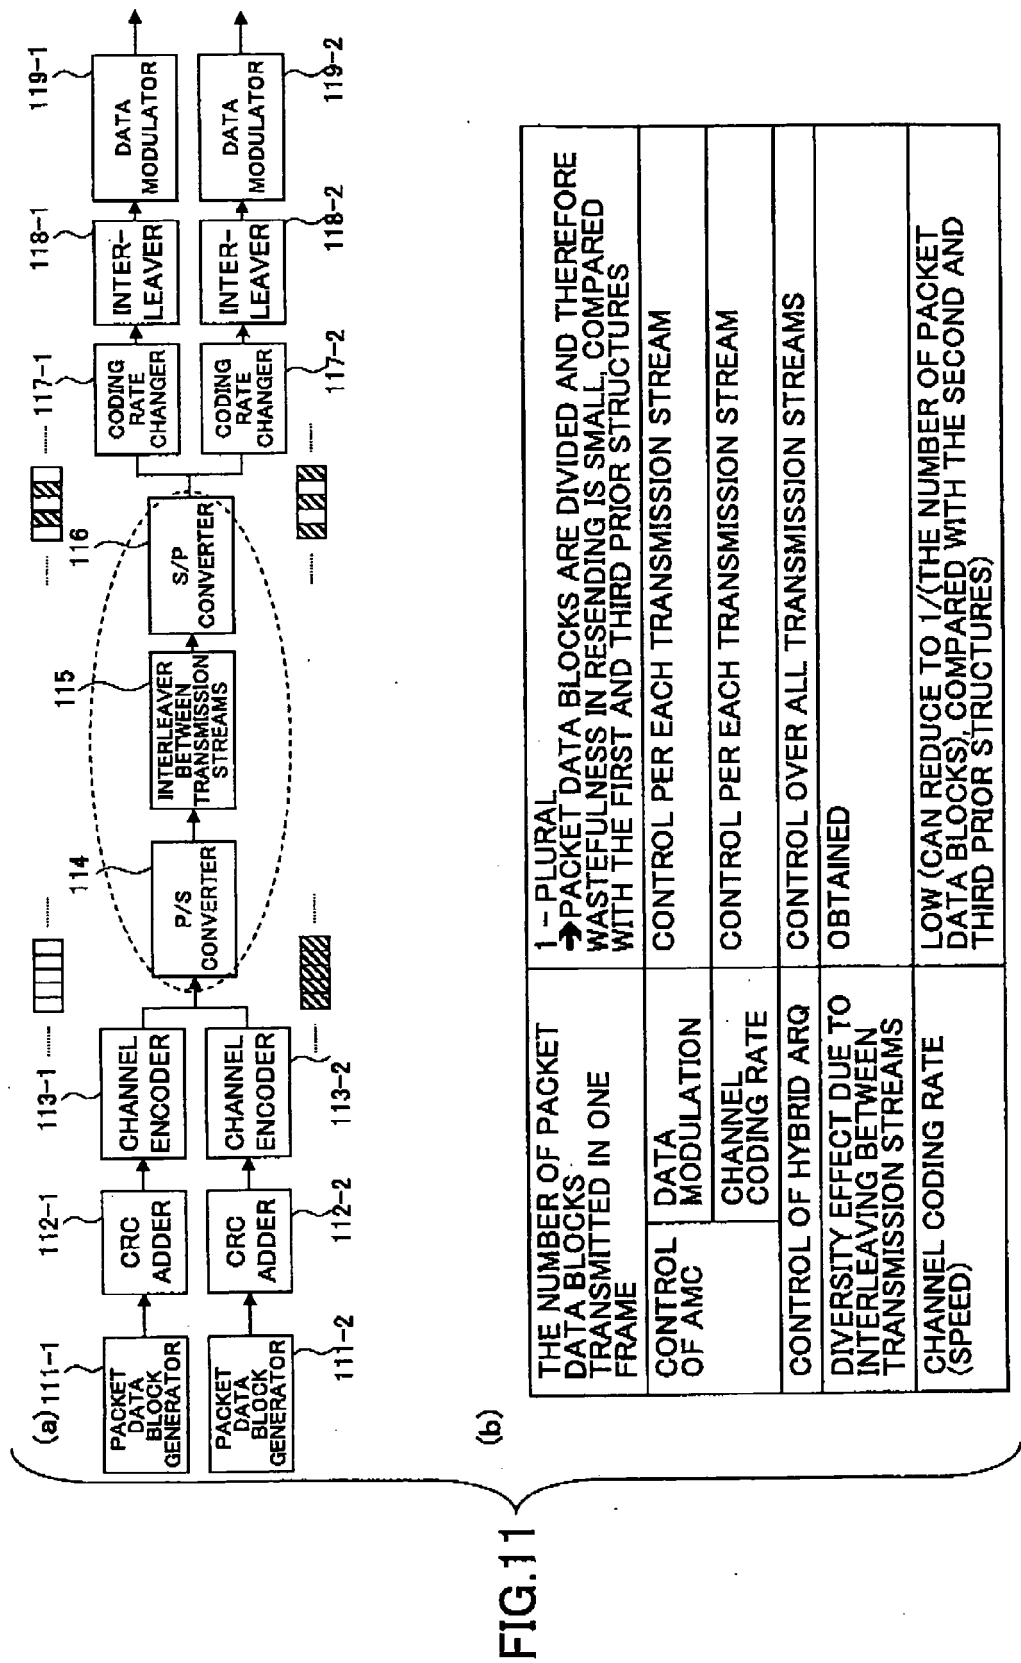 FIG.11
(a)
111-1
PACKET
DATA
BLOCK
GENERATOR
112-1
CRC
ADDER
113-1
CHANNEL
ENCODER
111-2
PACKET
DATA
BLOCK
GENERATOR
112-2
CRC
ADDER
113-2
CHANNEL
ENCODER
114
P/S
CONVERTER
115
INTERLEAVER
BETWEEN
TRANSMISSION
STREAMS
116
S/P
CONVERTER
117-1
CODING
RATE
CHANGER
118-1
INTER-
LEAVER
119-1
DATA
MODULATOR
117-2
CODING
RATE
CHANGER
118-2
INTER-
LEAVER
119-2
DATA
MODULATOR
(b)
THE NUMBER OF PACKET
DATA BLOCKS
TRANSMITTED IN ONE
FRAME
1-PLURAL
➔PACKET DATA BLOCKS ARE DIVIDED AND THEREFORE
WASTEFULNESS IN RESENDING IS SMALL, COMPARED
WITH THE FIRST AND THIRD PRIOR STRUCTURES
CONTROL
OF AMC
DATA
MODULATION
CONTROL PER EACH TRANSMISSION STREAM
CHANNEL
CODING RATE
CONTROL PER EACH TRANSMISSION STREAM
CONTROL OF HYBRID ARQ
CONTROL OVER ALL TRANSMISSION STREAMS
DIVERSITY EFFECT DUE TO
INTERLEAVING BETWEEN
TRANSMISSION STREAMS
OBTAINED
CHANNEL CODING RATE
(SPEED)
LOW (CAN REDUCE TO 1/(THE NUMBER OF PACKET
DATA BLOCKS), COMPARED WITH THE SECOND AND
THIRD PRIOR STRUCTURES)